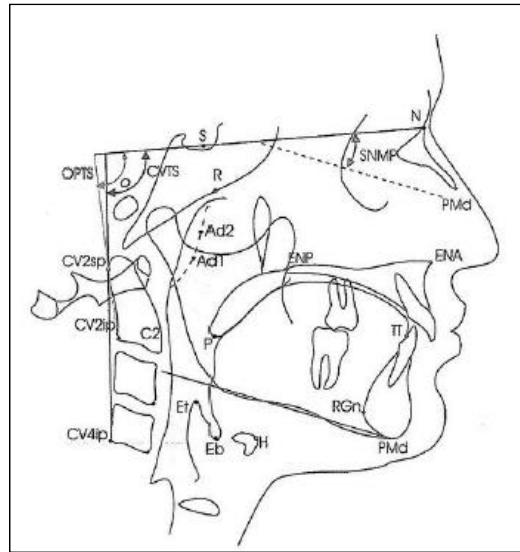 N
S
OPTS
CVTS
SNMP
R
PMd
Ad2
Ad1
CV2sp
ENP
ENA
CV2ip
C2
P
TT
Et
RGn
CV4ip
Eb
H
PMd